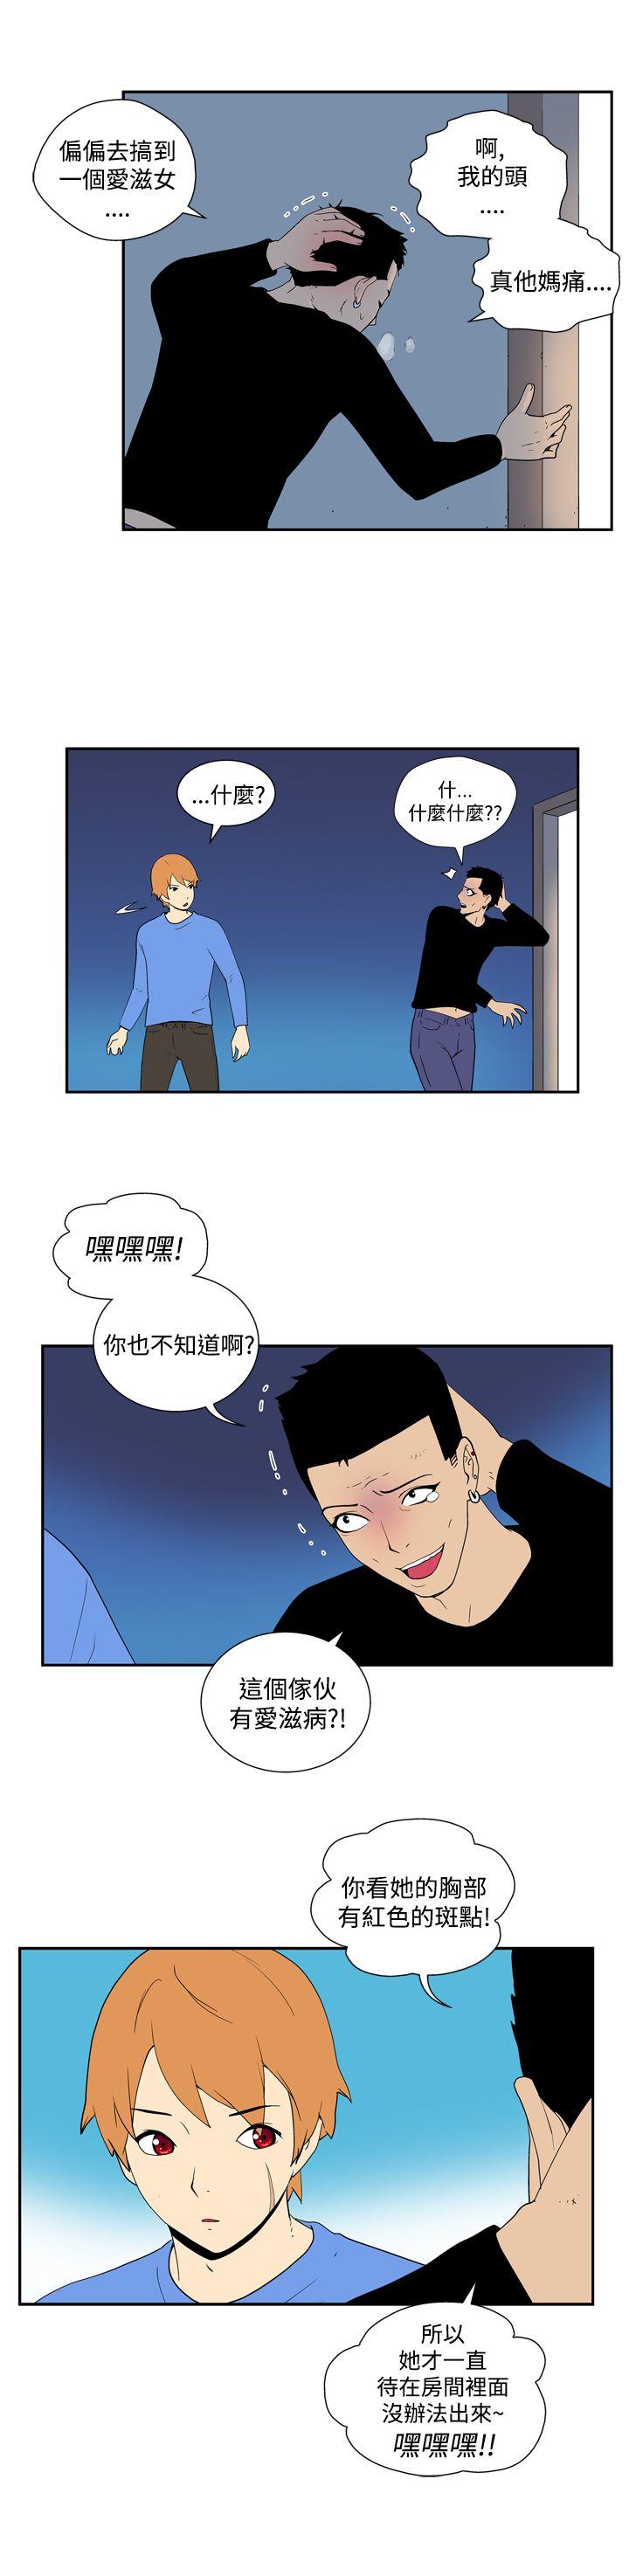 偏偏去搞到
一個愛滋女
....
啊,
我的頭
....
真他媽痛....
...什麼?
什...
什麼什麼??
嘿嘿嘿!
你也不知道啊?
這個傢伙
有愛滋病?!
你看她的胸部
有紅色的斑點!
所以
她才一直
待在房間裡面
沒辦法出來~
嘿嘿嘿!!